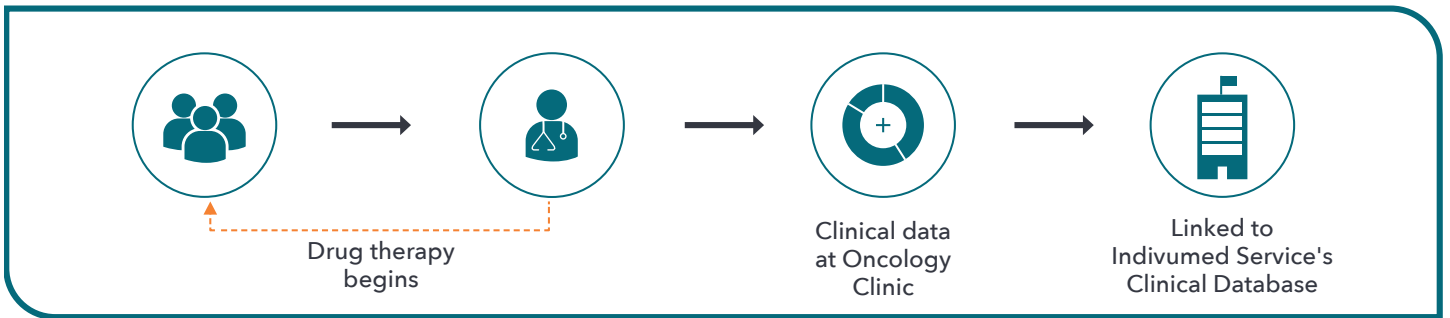 Drug therapy
begins
Clinical data
at Oncology
Clinic
Linked to
Indivumed Service's
Clinical Database